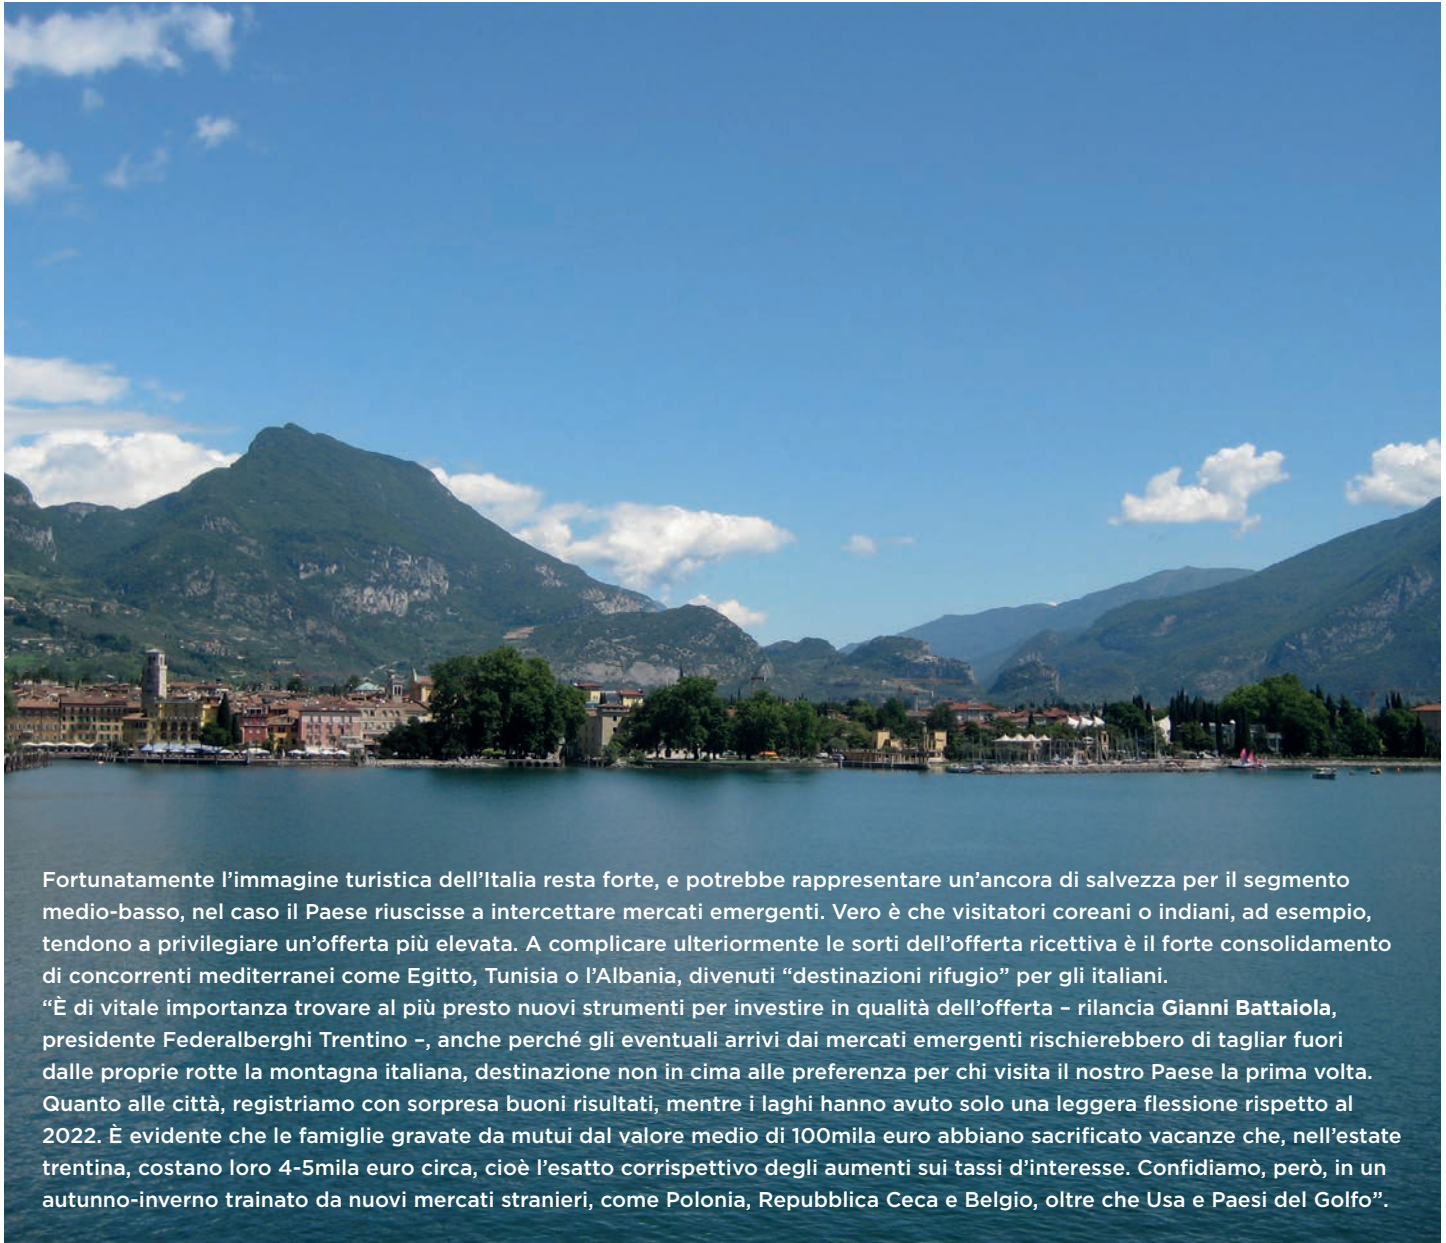 Fortunatamente l’immagine turistica dell’Italia resta forte, e potrebbe rappresentare un’ancora di salvezza per il segmento
medio-basso, nel caso il Paese riuscisse a intercettare mercati emergenti. Vero è che visitatori coreani o indiani, ad esempio,
tendono a privilegiare un’offerta più elevata. A complicare ulteriormente le sorti dell’offerta ricettiva è il forte consolidamento
di concorrenti mediterranei come Egitto, Tunisia o l’Albania, divenuti “destinazioni rifugio” per gli italiani.
“È di vitale importanza trovare al più presto nuovi strumenti per investire in qualità dell’offerta – rilancia Gianni Battaiola,
presidente Federalberghi Trentino –, anche perché gli eventuali arrivi dai mercati emergenti rischierebbero di tagliar fuori
dalle proprie rotte la montagna italiana, destinazione non in cima alle preferenza per chi visita il nostro Paese la prima volta.
Quanto alle città, registriamo con sorpresa buoni risultati, mentre i laghi hanno avuto solo una leggera flessione rispetto al
2022. È evidente che le famiglie gravate da mutui dal valore medio di 100mila euro abbiano sacrificato vacanze che, nell’estate
trentina, costano loro 4-5mila euro circa, cioè l’esatto corrispettivo degli aumenti sui tassi d’interesse. Confidiamo, però, in un
autunno-inverno trainato da nuovi mercati stranieri, come Polonia, Repubblica Ceca e Belgio, oltre che Usa e Paesi del Golfo”.